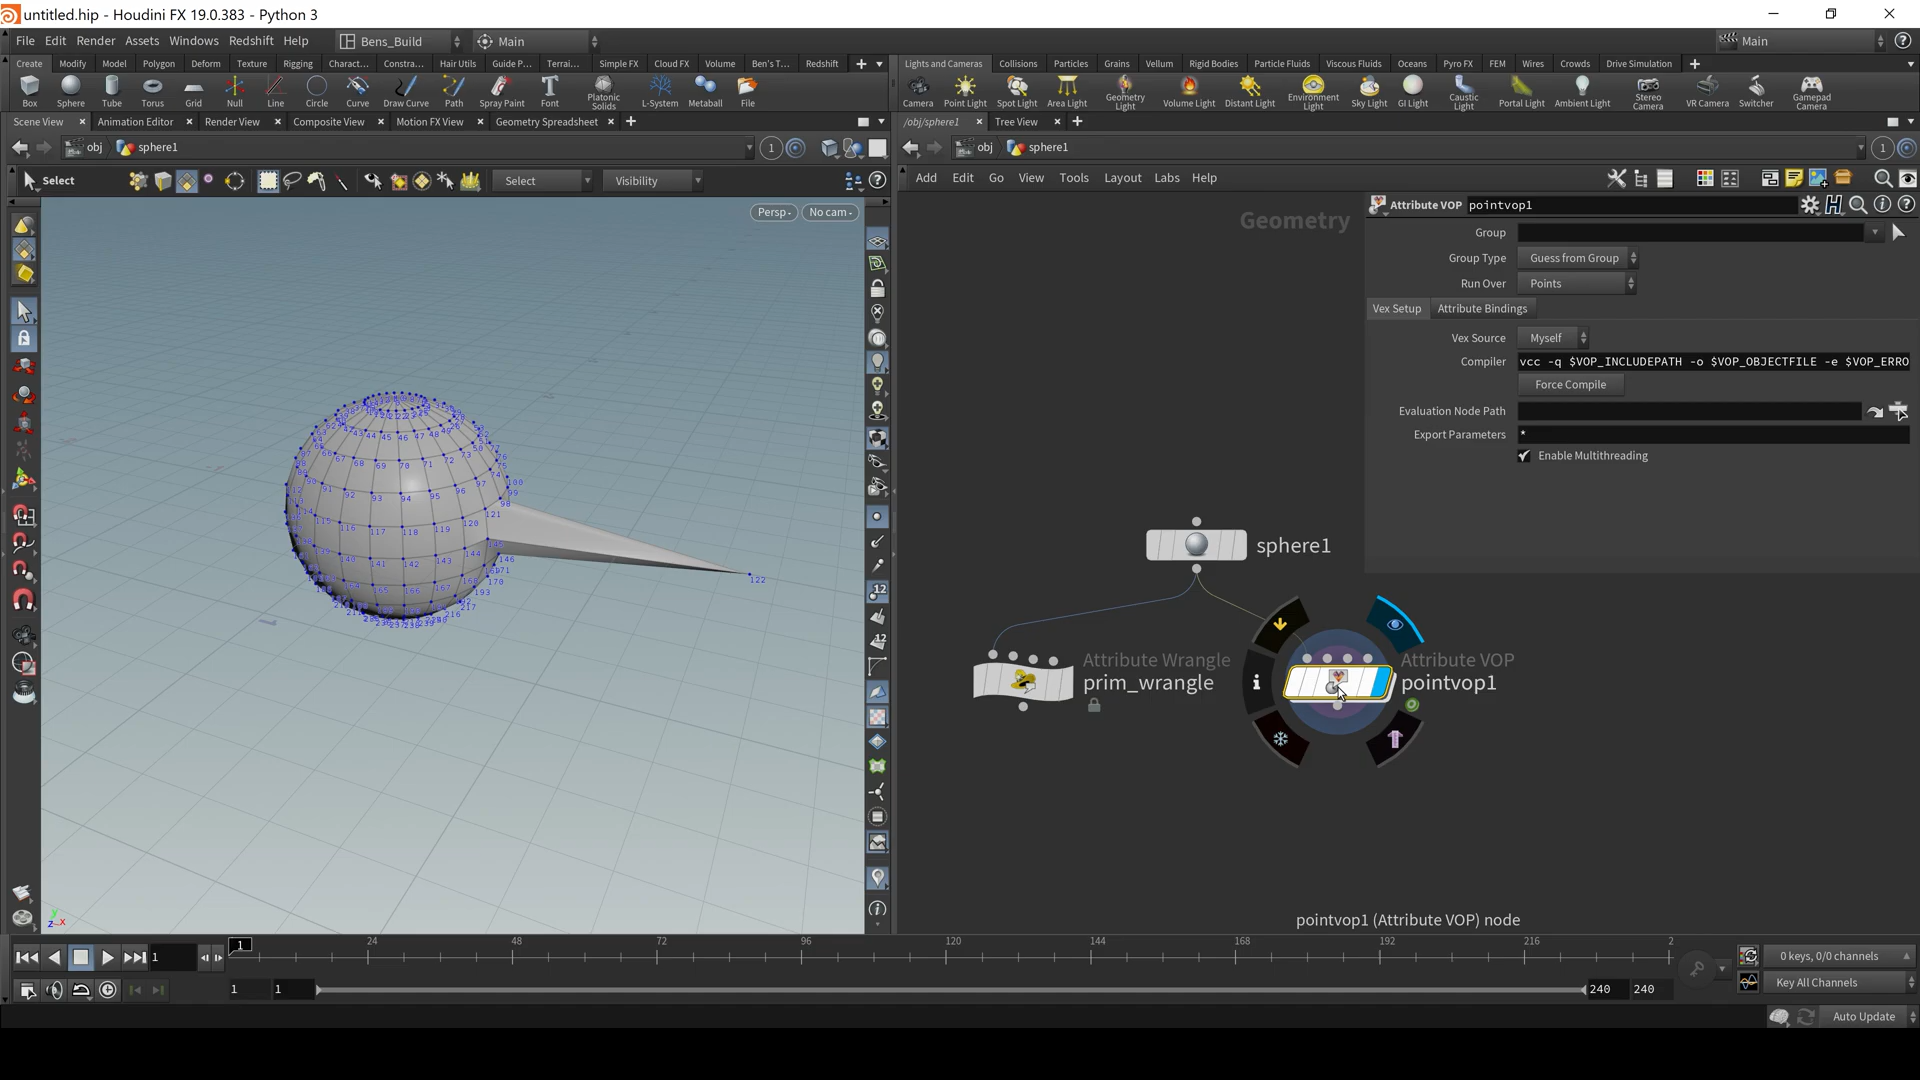 untitled.hip - Houdini FX 19.0.383 - Python 3
File Edit Render Assets Windows Redshift Help Bens_Build Main Main
Create Modify Model Polygon Deform Texture Rigging Charact... Constra... Hair Utils Guide P... Terrai... Simple FX Cloud FX Volume Ben's T... Redshift
Lights and Cameras Collisions Particles Grains Vellum Rigid Bodies Particle Fluids Viscous Fluids Oceans Pyro FX FEM Wires Crowds Drive Simulation
Box Sphere Tube Torus Grid Null Line Circle Curve Draw Curve Path Spray Paint Font Platonic Solids L-System Metaball File
Camera Point Light Spot Light Area Light Geometry Light Volume Light Distant Light Environment Light Sky Light GI Light Caustic Light Portal Light Ambient Light Stereo Camera VR Camera Switcher Gamepad Camera
Scene View Animation Editor Render View Composite View Motion FX View Geometry Spreadsheet
/obj/sphere1 Tree View
obj sphere1 1
obj sphere1 1
Select Select Visibility
Add Edit Go View Tools Layout Labs Help
Persp No cam
Geometry
Attribute VOP pointvop1
Group
Group Type Guess from Group
Run Over Points
Vex Setup Attribute Bindings
Vex Source Myself
Compiler vcc -q $VOP_INCLUDEPATH -o $VOP_OBJECTFILE -e $VOP_ERRO
Force Compile
Evaluation Node Path
Export Parameters *
Enable Multithreading
sphere1
Attribute Wrangle
prim_wrangle
Attribute VOP
pointvop1
122
pointvop1 (Attribute VOP) node
1 1 24 48 72 96 120 144 168 192 216 2
0 keys, 0/0 channels
1 1 240 240
Key All Channels
Auto Update